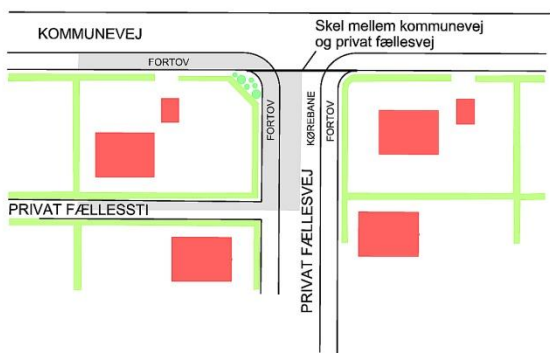 KOMMUNEVEJ
Skel mellem kommunevej
og privat fællesvej
FORTOV
FORTOV
KØREBANE
FORTOV
PRIVAT FÆLLESSTI
PRIVAT FÆLLESVEJ